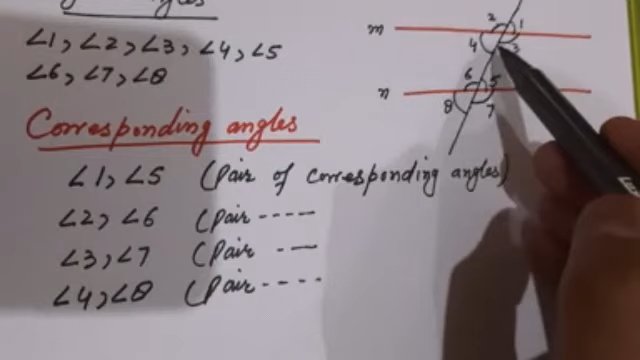 angles
∠1, ∠2, ∠3, ∠4, ∠5
∠6, ∠7, ∠8
Corresponding angles
∠1, ∠5 (Pair of corresponding angles)
∠2, ∠6 (Pair ----
∠3, ∠7 (Pair ---
∠4, ∠8 (Pair ----
m
2 1
4 3
n
6 5
8 7